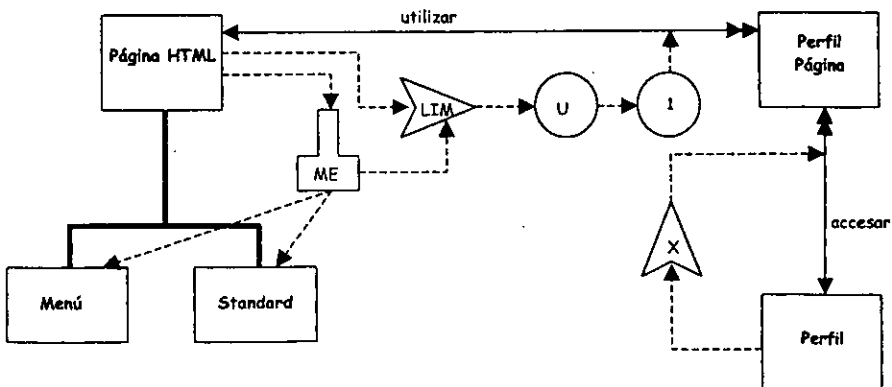 utilizar
Página HTML
Perfil
Página
LIM
U
1
ME
accesar
X
Menú
Standard
Perfil